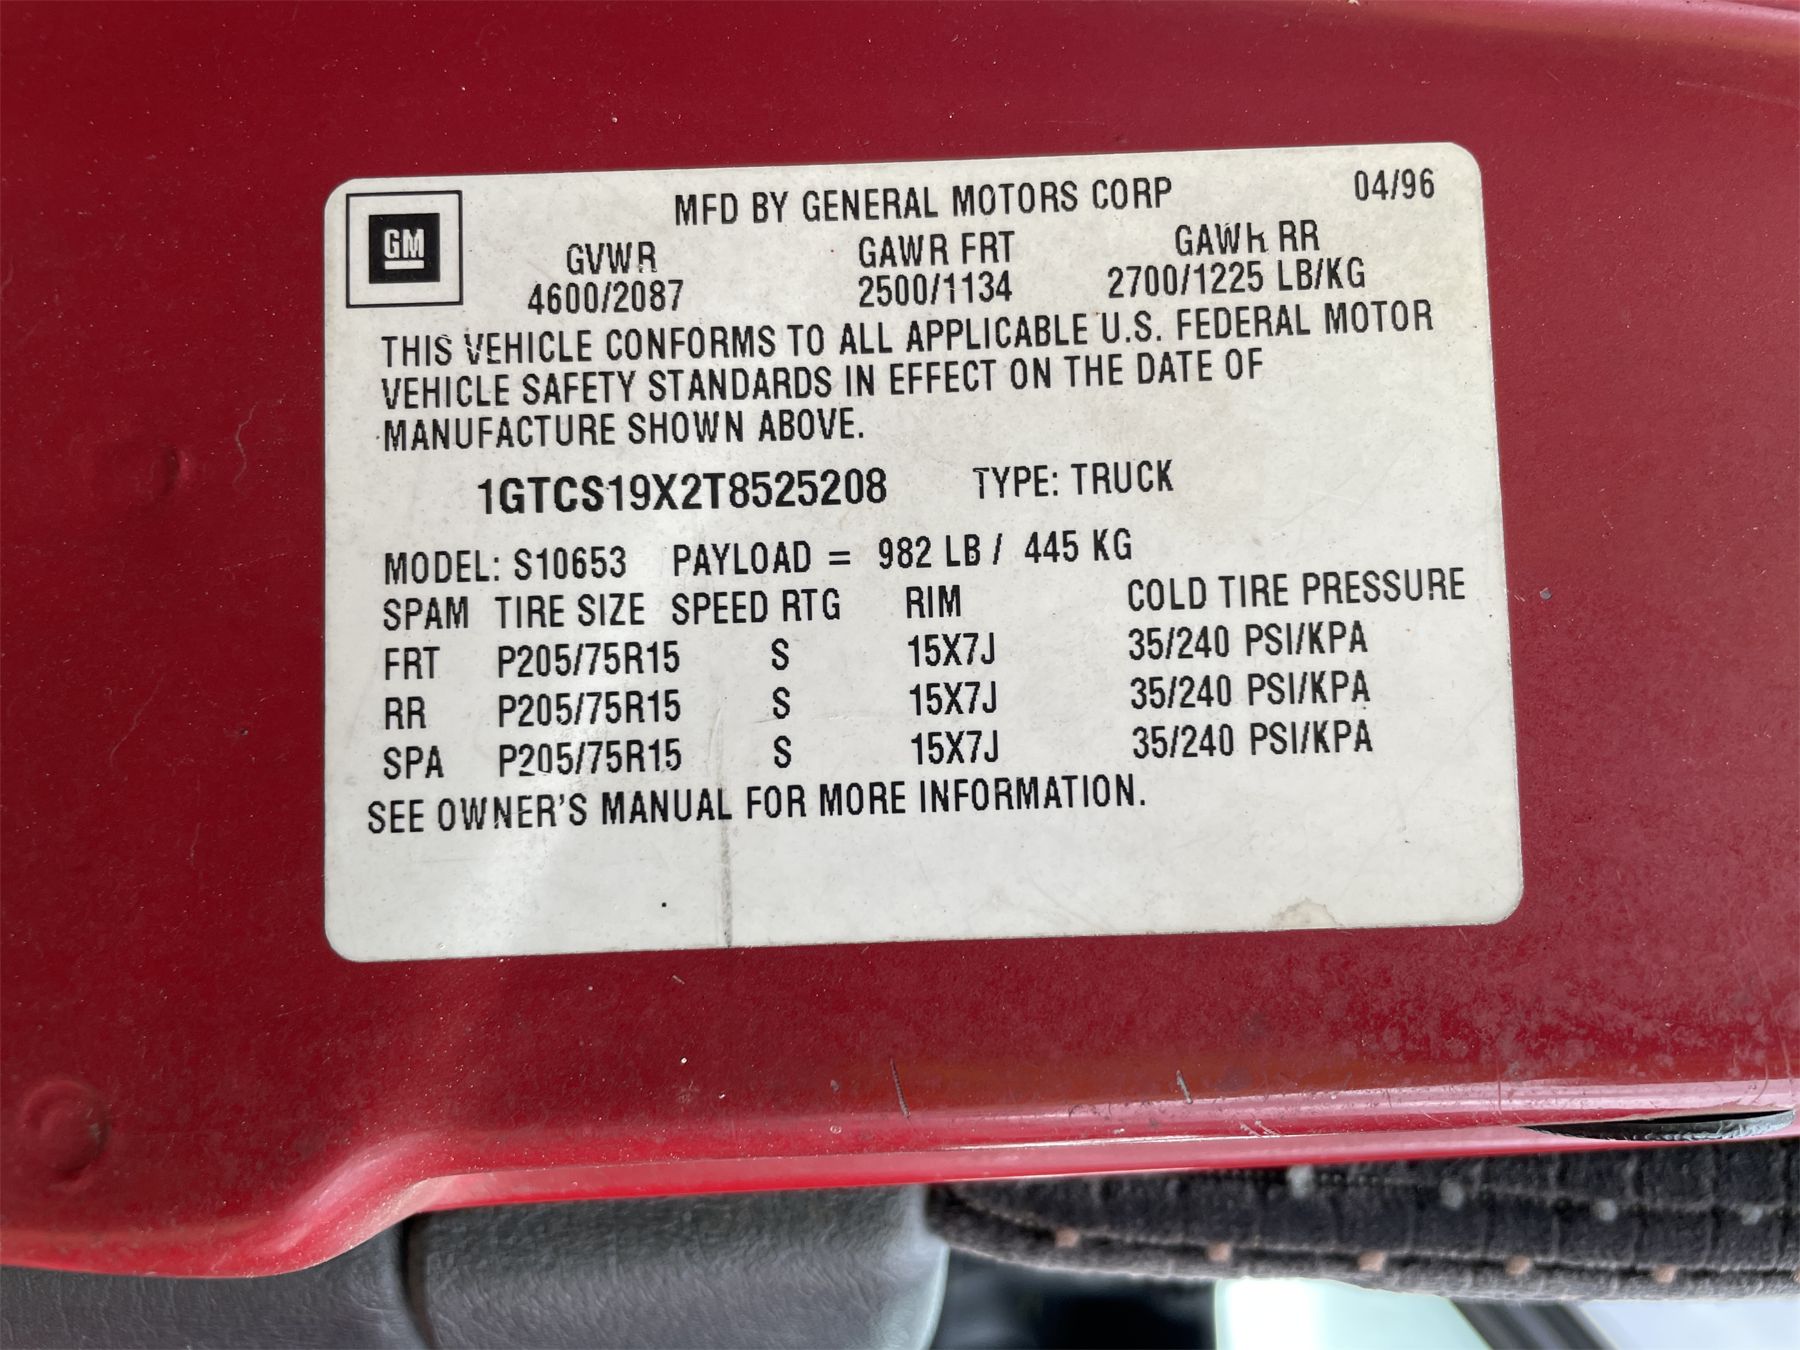 GM
MFD BY GENERAL MOTORS CORP 04/96
GVWR GAWR FRT GAWR RR
4600/2087 2500/1134 2700/1225 LB/KG
THIS VEHICLE CONFORMS TO ALL APPLICABLE U.S. FEDERAL MOTOR
VEHICLE SAFETY STANDARDS IN EFFECT ON THE DATE OF
MANUFACTURE SHOWN ABOVE.
1GTCS19X2T8525208 TYPE: TRUCK
MODEL: S10653 PAYLOAD = 982 LB / 445 KG
SPAM TIRE SIZE SPEED RTG RIM COLD TIRE PRESSURE
FRT P205/75R15 S 15X7J 35/240 PSI/KPA
RR P205/75R15 S 15X7J 35/240 PSI/KPA
SPA P205/75R15 S 15X7J 35/240 PSI/KPA
SEE OWNER'S MANUAL FOR MORE INFORMATION.